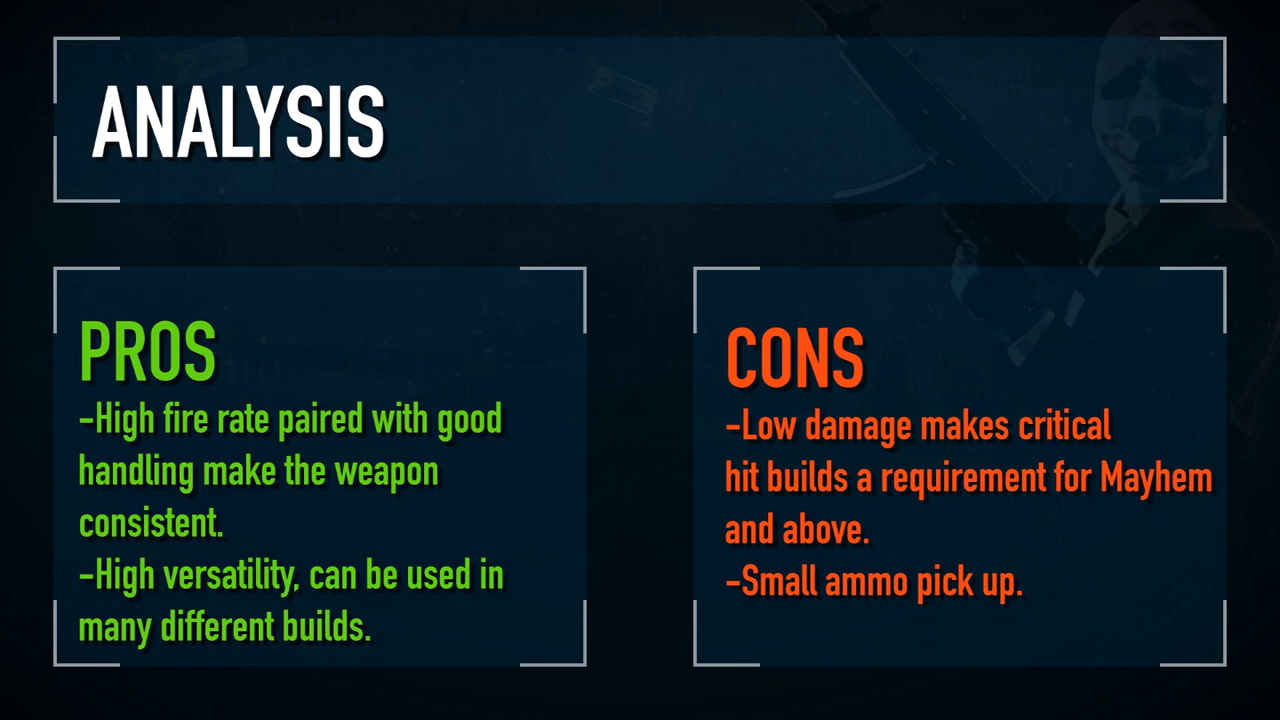 ANALYSIS
PROS
-High fire rate paired with good
handling make the weapon
consistent.
-High versatility, can be used in
many different builds.
CONS
-Low damage makes critical
hit builds a requirement for Mayhem
and above.
-Small ammo pick up.